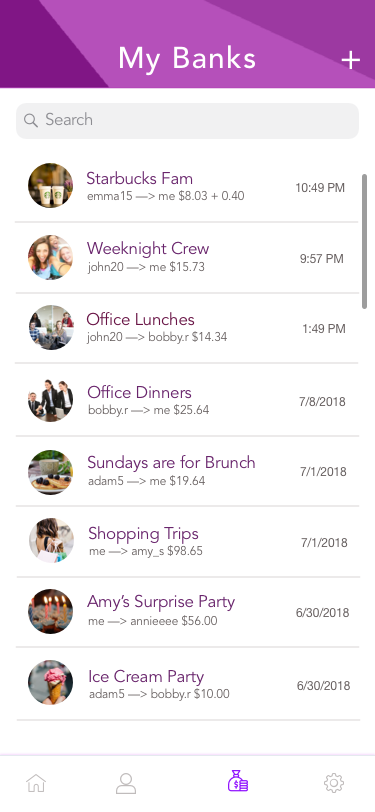 My Banks
+
Search
Starbucks Fam
10:49 PM
emma15 —> me $8.03 + 0.40
Weeknight Crew
9:57 PM
john20 —> me $15.73
Office Lunches
1:49 PM
john20 —> bobby.r $14.34
Office Dinners
7/8/2018
bobby.r —> me $25.64
Sundays are for Brunch
7/1/2018
adam5 —> me $19.64
Shopping Trips
7/1/2018
me —> amy_s $98.65
Amy's Surprise Party
6/30/2018
me —> annieeee $56.00
Ice Cream Party
6/30/2018
adam5 —> bobby.r $10.00